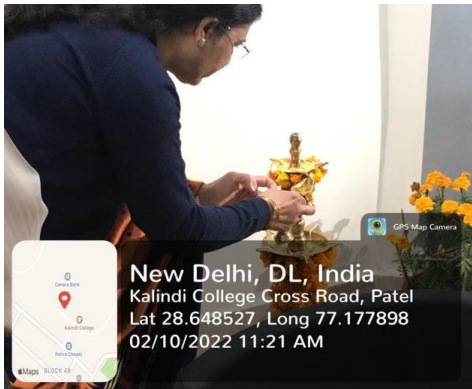 GPS Map Camera
Canara Bank
Kalindi College
Police Chowki
Maps
BLOCK 49
New Delhi, DL, India
Kalindi College Cross Road, Patel
Lat 28.648527, Long 77.177898
02/10/2022 11:21 AM